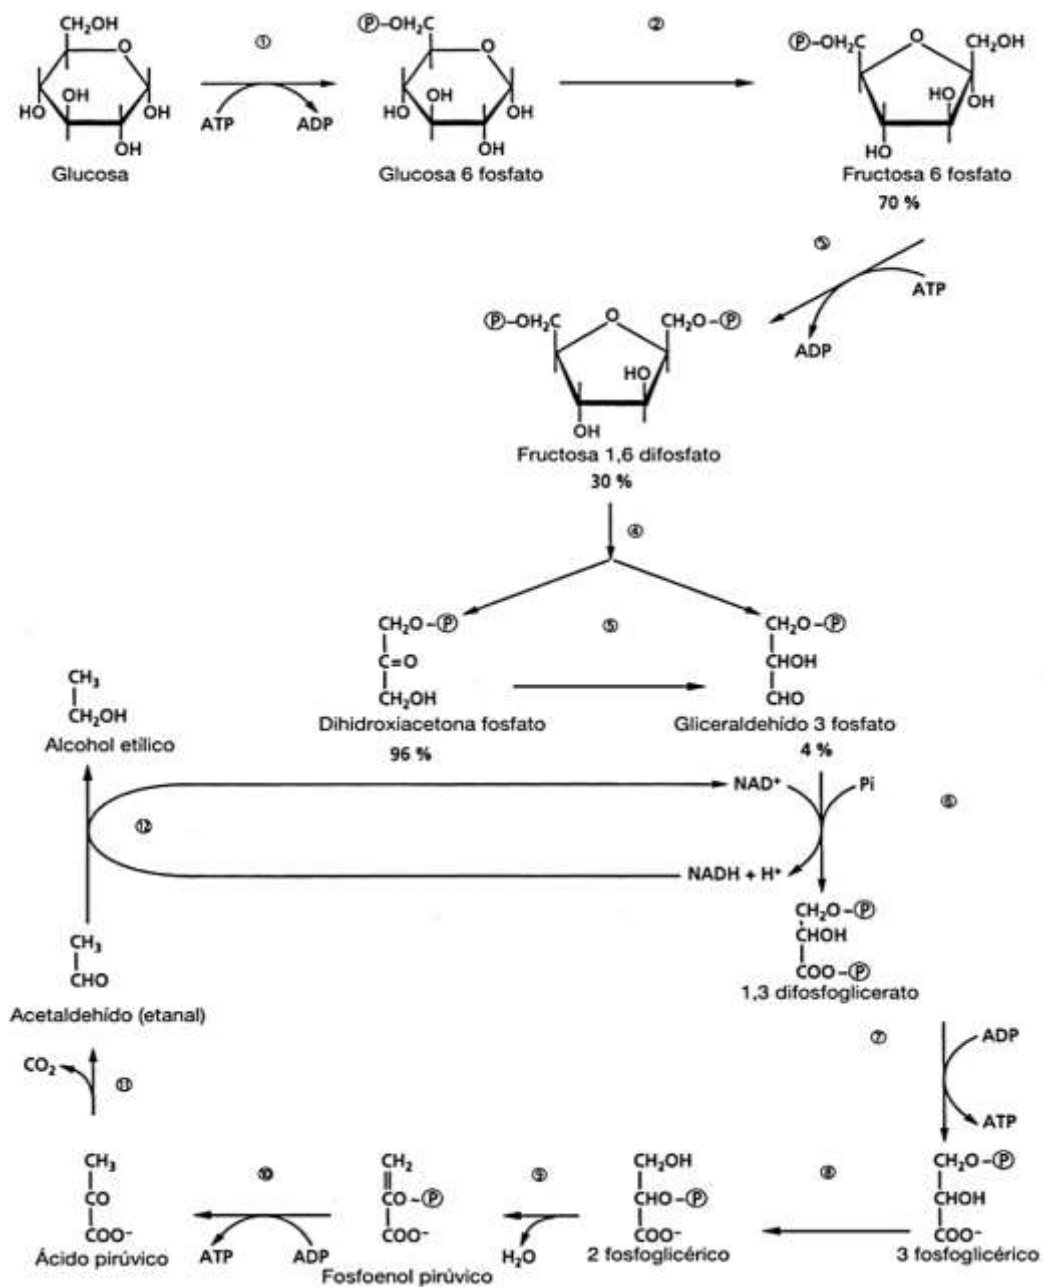 CH₂OH
O
OH
HO
OH
OH
Glucosa
①
ATP
ADP
Ⓟ–OH₂C
O
OH
HO
OH
OH
Glucosa 6 fosfato
②
Ⓟ–OH₂C
O
CH₂OH
HO
OH
HO
Fructosa 6 fosfato
70 %
③
ATP
ADP
Ⓟ–OH₂C
O
CH₂O–Ⓟ
HO
OH
Fructosa 1,6 difosfato
30 %
④
CH₂O–Ⓟ
C=O
CH₂OH
Dihidroxiacetona fosfato
96 %
⑤
CH₂O–Ⓟ
CHOH
CHO
Gliceraldehído 3 fosfato
4 %
NAD⁺
Pi
⑥
NADH + H⁺
CH₂O–Ⓟ
CHOH
COO–Ⓟ
1,3 difosfoglicerato
⑦
ADP
ATP
CH₂O–Ⓟ
CHOH
COO⁻
3 fosfoglicérico
⑧
CH₂OH
CHO–Ⓟ
COO⁻
2 fosfoglicérico
⑨
H₂O
CH₂
CO–Ⓟ
COO⁻
Fosfoenol pirúvico
⑩
ATP
ADP
CH₃
CO
COO⁻
Ácido pirúvico
⑪
CO₂
CH₃
CHO
Acetaldehído (etanal)
⑫
CH₃
CH₂OH
Alcohol etílico